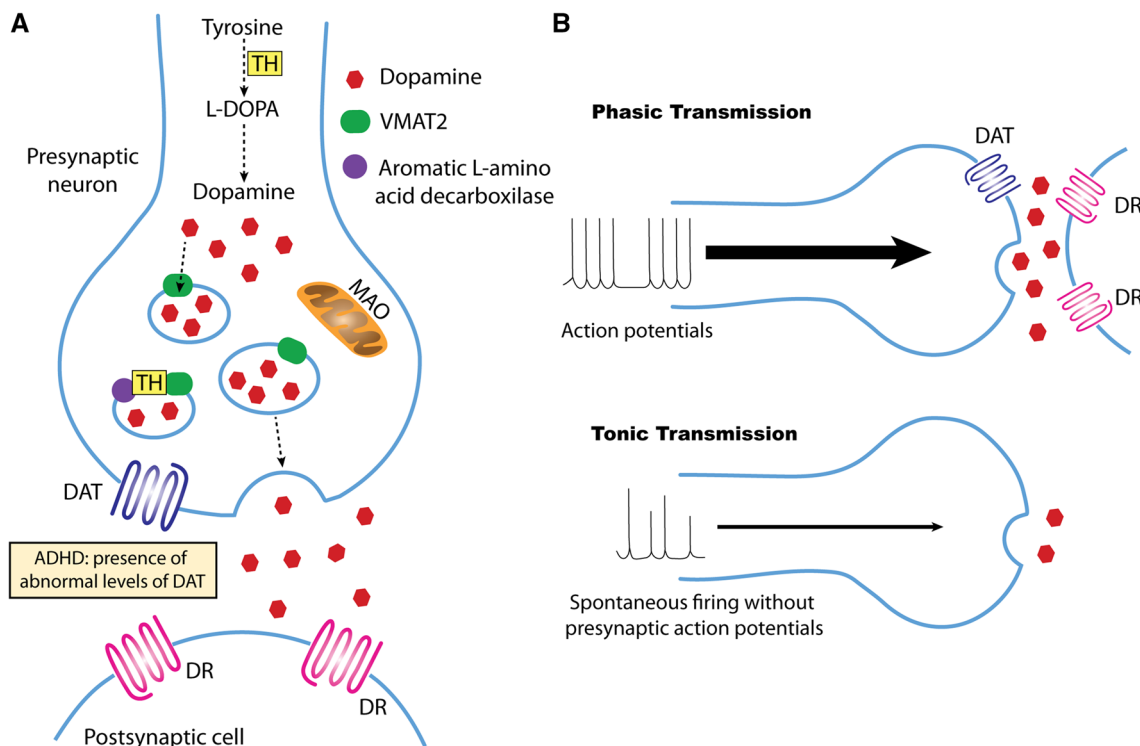 A
Tyrosine
TH
L-DOPA
Dopamine
Presynaptic
neuron
Dopamine
VMAT2
Aromatic L-amino
acid decarboxilase
MAO
TH
DAT
ADHD: presence of
abnormal levels of DAT
DR
DR
Postsynaptic cell
B
Phasic Transmission
DAT
DR
DR
Action potentials
Tonic Transmission
Spontaneous firing without
presynaptic action potentials